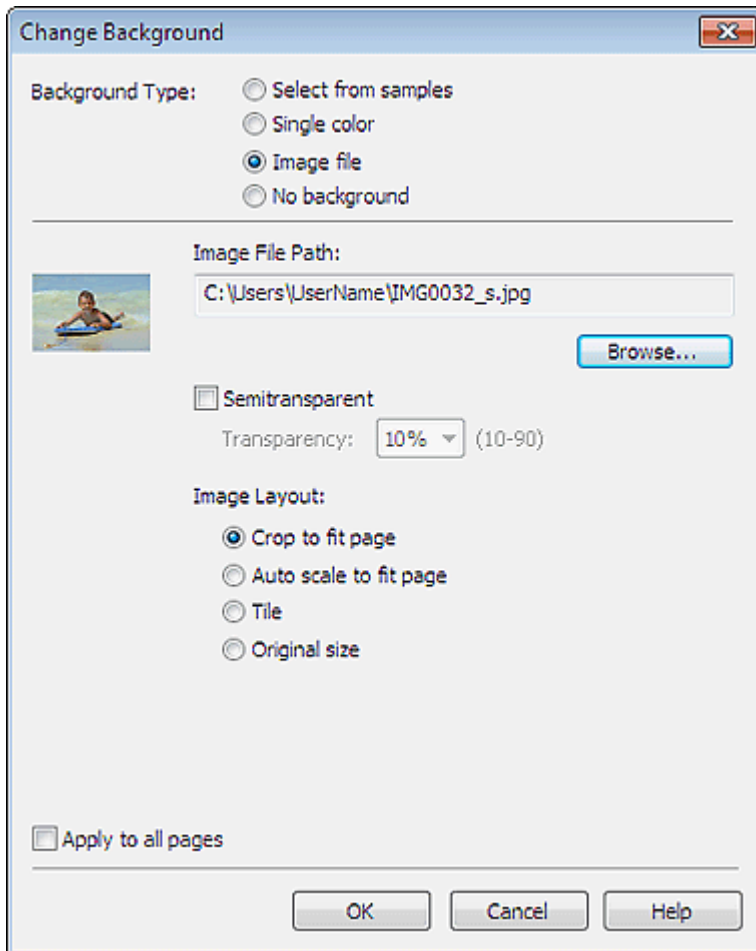 Change Background
Background Type:
Select from samples
Single color
Image file
No background
Image File Path:
C:\Users\UserName\IMG0032_s.jpg
Browse...
Semitransparent
Transparency: 10% (10-90)
Image Layout:
Crop to fit page
Auto scale to fit page
Tile
Original size
Apply to all pages
OK Cancel Help